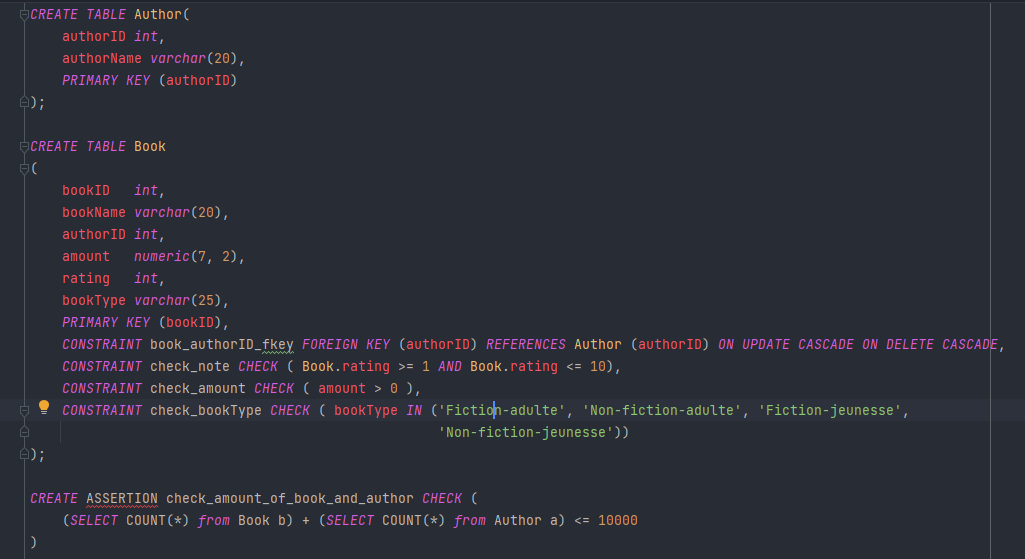 CREATE TABLE Author(
    authorID int,
    authorName varchar(20),
    PRIMARY KEY (authorID)
);

CREATE TABLE Book
(
    bookID   int,
    bookName varchar(20),
    authorID int,
    amount   numeric(7, 2),
    rating   int,
    bookType varchar(25),
    PRIMARY KEY (bookID),
    CONSTRAINT book_authorID_fkey FOREIGN KEY (authorID) REFERENCES Author (authorID) ON UPDATE CASCADE ON DELETE CASCADE,
    CONSTRAINT check_note CHECK ( Book.rating >= 1 AND Book.rating <= 10),
    CONSTRAINT check_amount CHECK ( amount > 0 ),
    CONSTRAINT check_bookType CHECK ( bookType IN ('Fiction-adulte', 'Non-fiction-adulte', 'Fiction-jeunesse',
                                                   'Non-fiction-jeunesse'))
);

CREATE ASSERTION check_amount_of_book_and_author CHECK (
    (SELECT COUNT(*) from Book b) + (SELECT COUNT(*) from Author a) <= 10000
)